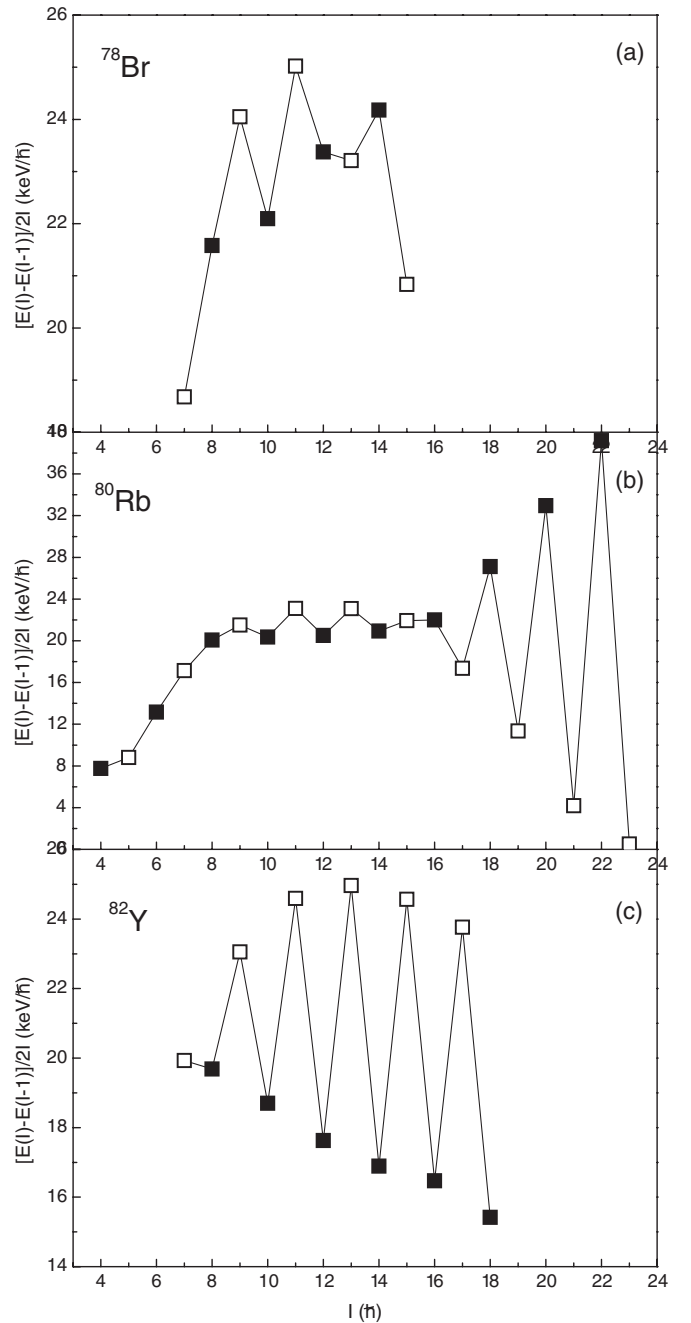 26
⁷⁸Br
(a)
24
22
20
[E(I)-E(I-1)]/2I (keV/ħ)
4 6 8 10 12 14 16 18 20 24
⁸⁰Rb
(b)
36
32
28
24
20
16
12
8
4
[E(I)-E(I-1)]/2I (keV/ħ)
4 6 8 10 12 14 16 18 20 22 24
⁸²Y
(c)
24
22
20
18
16
14
[E(I)-E(I-1)]/2I (keV/ħ)
4 6 8 10 12 14 16 18 20 22 24
I (ħ)